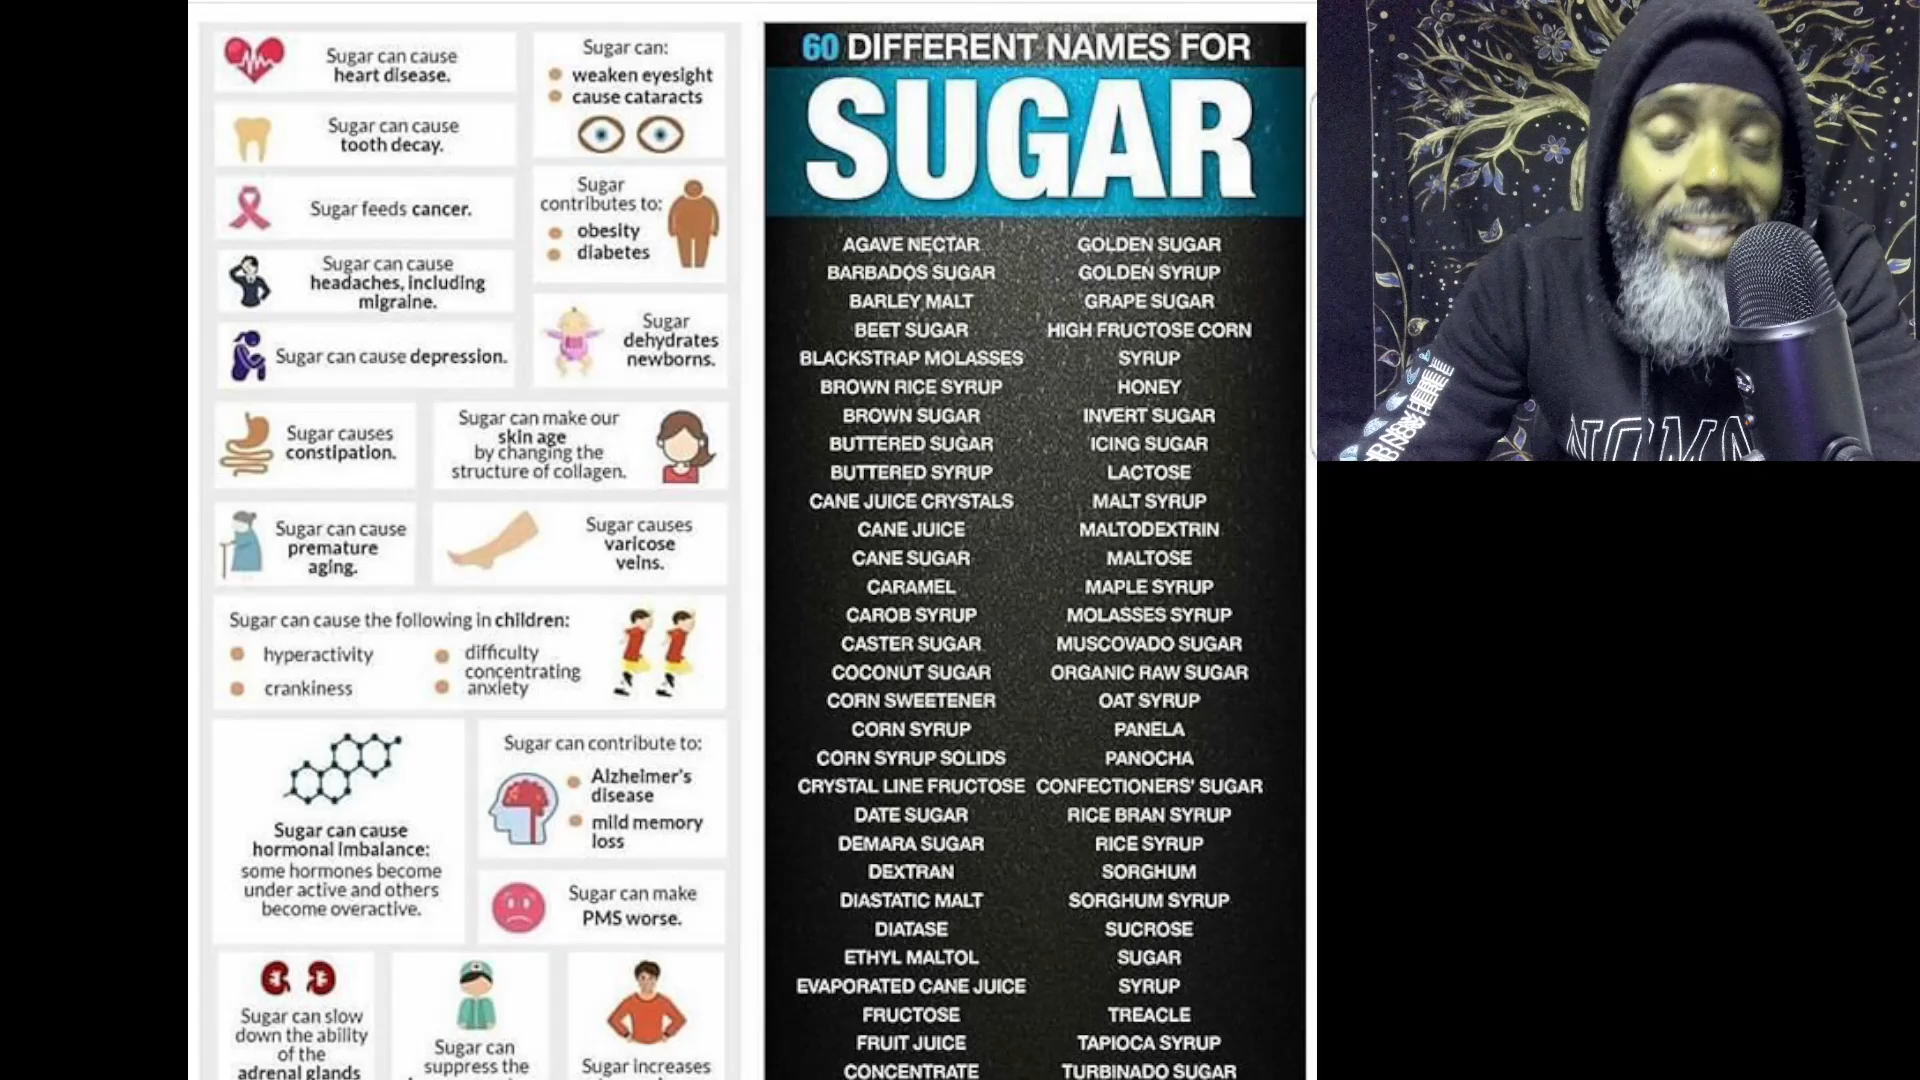 Sugar can cause
heart disease.
Sugar can cause
tooth decay.
Sugar feeds cancer.
Sugar can cause
headaches, including
migraine.
Sugar can cause depression.
Sugar can:
weaken eyesight
cause cataracts
Sugar
contributes to:
obesity
diabetes
Sugar
dehydrates
newborns.
Sugar causes
constipation.
Sugar can make our
skin age
by changing the
structure of collagen.
Sugar can cause
premature
aging.
Sugar causes
varicose
veins.
Sugar can cause the following in children:
hyperactivity
crankiness
difficulty
concentrating
anxiety
Sugar can cause
hormonal imbalance:
some hormones become
under active and others
become overactive.
Sugar can contribute to:
Alzheimer's
disease
mild memory
loss
Sugar can make
PMS worse.
Sugar can slow
down the ability
of the
adrenal glands
Sugar can
suppress the
Sugar increases
60 DIFFERENT NAMES FOR
SUGAR
AGAVE NECTAR
BARBADOS SUGAR
BARLEY MALT
BEET SUGAR
BLACKSTRAP MOLASSES
BROWN RICE SYRUP
BROWN SUGAR
BUTTERED SUGAR
BUTTERED SYRUP
CANE JUICE CRYSTALS
CANE JUICE
CANE SUGAR
CARAMEL
CAROB SYRUP
CASTER SUGAR
COCONUT SUGAR
CORN SWEETENER
CORN SYRUP
CORN SYRUP SOLIDS
CRYSTAL LINE FRUCTOSE
DATE SUGAR
DEMARA SUGAR
DEXTRAN
DIASTATIC MALT
DIATASE
ETHYL MALTOL
EVAPORATED CANE JUICE
FRUCTOSE
FRUIT JUICE
CONCENTRATE
GOLDEN SUGAR
GOLDEN SYRUP
GRAPE SUGAR
HIGH FRUCTOSE CORN
SYRUP
HONEY
INVERT SUGAR
ICING SUGAR
LACTOSE
MALT SYRUP
MALTODEXTRIN
MALTOSE
MAPLE SYRUP
MOLASSES SYRUP
MUSCOVADO SUGAR
ORGANIC RAW SUGAR
OAT SYRUP
PANELA
PANOCHA
CONFECTIONERS' SUGAR
RICE BRAN SYRUP
RICE SYRUP
SORGHUM
SORGHUM SYRUP
SUCROSE
SUGAR
SYRUP
TREACLE
TAPIOCA SYRUP
TURBINADO SUGAR